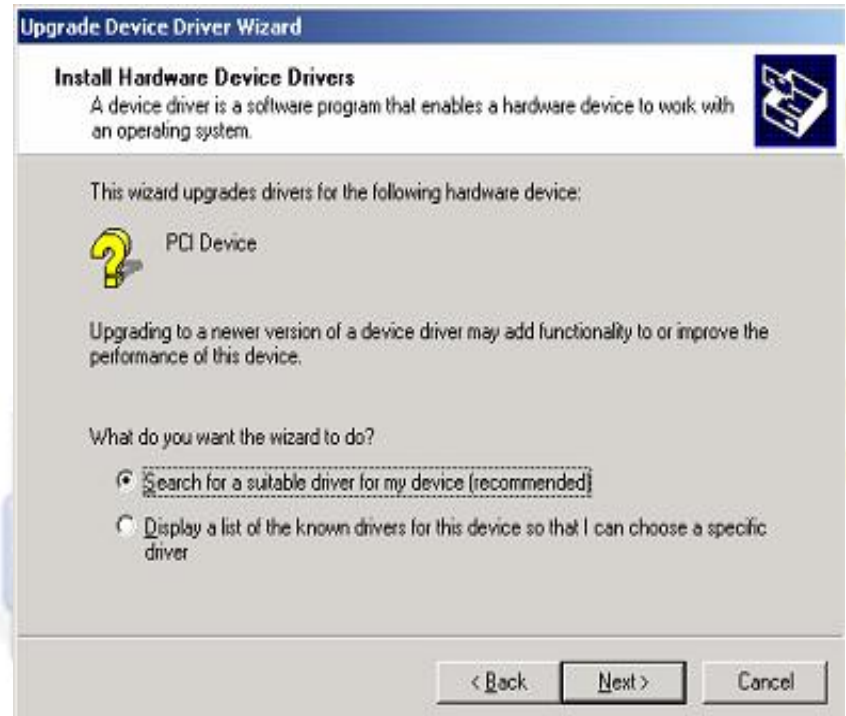 Upgrade Device Driver Wizard
Install Hardware Device Drivers
A device driver is a software program that enables a hardware device to work with
an operating system.
This wizard upgrades drivers for the following hardware device:
PCI Device
Upgrading to a newer version of a device driver may add functionality to or improve the
performance of this device.
What do you want the wizard to do?
Search for a suitable driver for my device (recommended)
Display a list of the known drivers for this device so that I can choose a specific
driver
< Back
Next >
Cancel